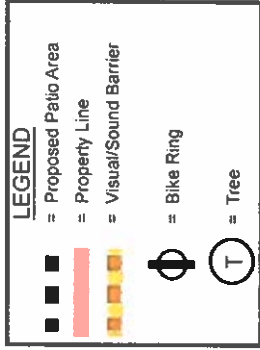 LEGEND
= Proposed Patio Area
= Property Line
= Visual/Sound Barrier
= Bike Ring
T = Tree